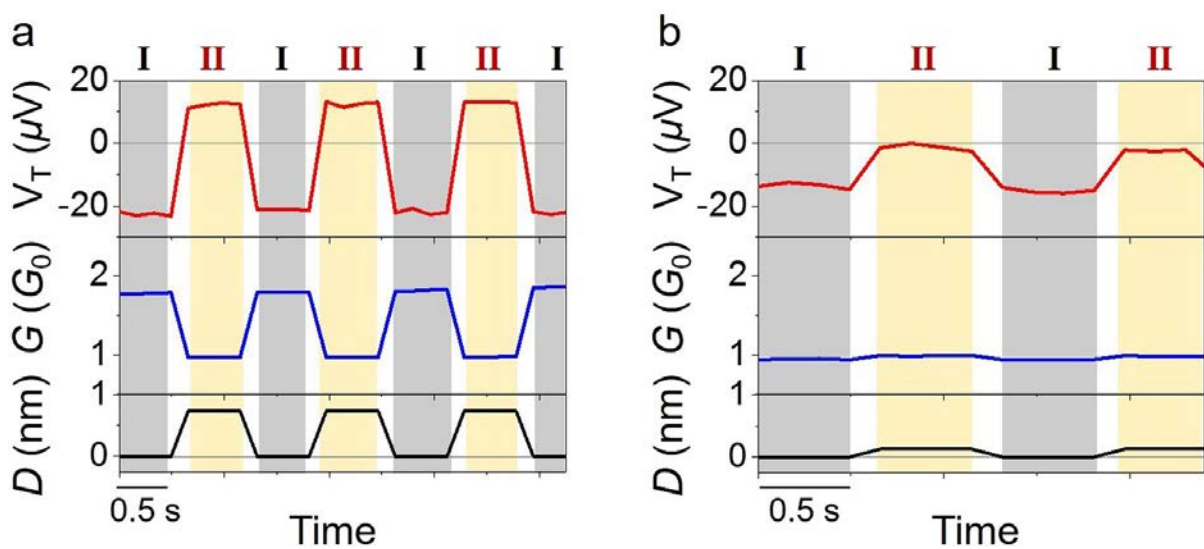 a
I II I II I II I
20
0
-20
V_T (µV)
2
1
G (G_0)
1
0
D (nm)
0.5 s
Time
b
I II I II
20
0
-20
V_T (µV)
2
1
G (G_0)
1
0
D (nm)
0.5 s
Time